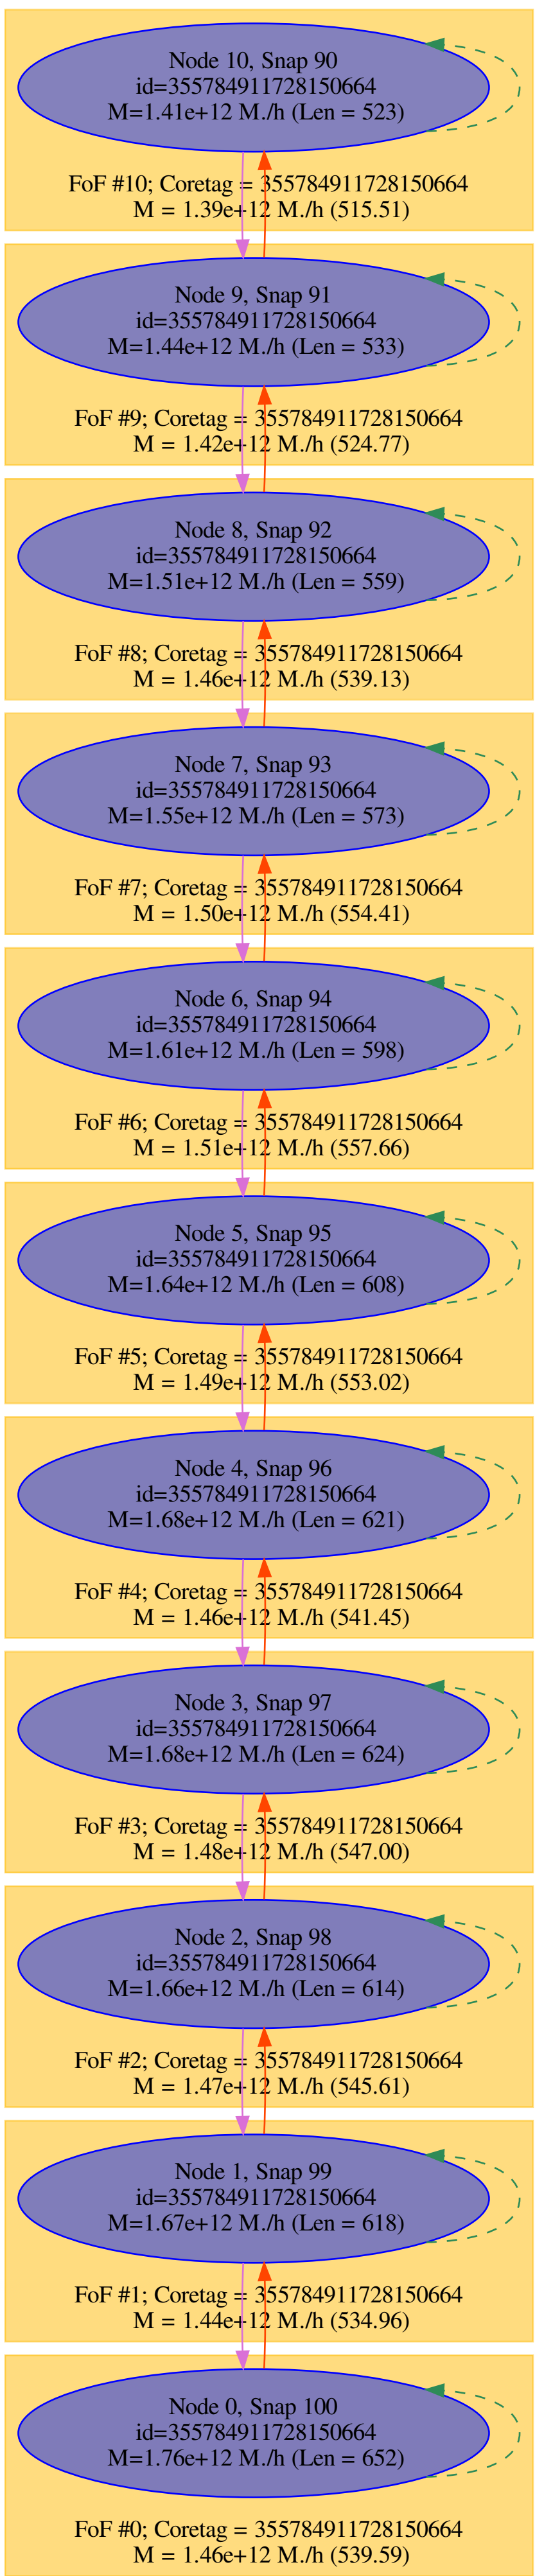 Node 10, Snap 90
id=355784911728150664
M=1.41e+12 M./h (Len = 523)
FoF #10; Coretag = 355784911728150664
M = 1.39e+12 M./h (515.51)
Node 9, Snap 91
id=355784911728150664
M=1.44e+12 M./h (Len = 533)
FoF #9; Coretag = 355784911728150664
M = 1.42e+12 M./h (524.77)
Node 8, Snap 92
id=355784911728150664
M=1.51e+12 M./h (Len = 559)
FoF #8; Coretag = 355784911728150664
M = 1.46e+12 M./h (539.13)
Node 7, Snap 93
id=355784911728150664
M=1.55e+12 M./h (Len = 573)
FoF #7; Coretag = 355784911728150664
M = 1.50e+12 M./h (554.41)
Node 6, Snap 94
id=355784911728150664
M=1.61e+12 M./h (Len = 598)
FoF #6; Coretag = 355784911728150664
M = 1.51e+12 M./h (557.66)
Node 5, Snap 95
id=355784911728150664
M=1.64e+12 M./h (Len = 608)
FoF #5; Coretag = 355784911728150664
M = 1.49e+12 M./h (553.02)
Node 4, Snap 96
id=355784911728150664
M=1.68e+12 M./h (Len = 621)
FoF #4; Coretag = 355784911728150664
M = 1.46e+12 M./h (541.45)
Node 3, Snap 97
id=355784911728150664
M=1.68e+12 M./h (Len = 624)
FoF #3; Coretag = 355784911728150664
M = 1.48e+12 M./h (547.00)
Node 2, Snap 98
id=355784911728150664
M=1.66e+12 M./h (Len = 614)
FoF #2; Coretag = 355784911728150664
M = 1.47e+12 M./h (545.61)
Node 1, Snap 99
id=355784911728150664
M=1.67e+12 M./h (Len = 618)
FoF #1; Coretag = 355784911728150664
M = 1.44e+12 M./h (534.96)
Node 0, Snap 100
id=355784911728150664
M=1.76e+12 M./h (Len = 652)
FoF #0; Coretag = 355784911728150664
M = 1.46e+12 M./h (539.59)